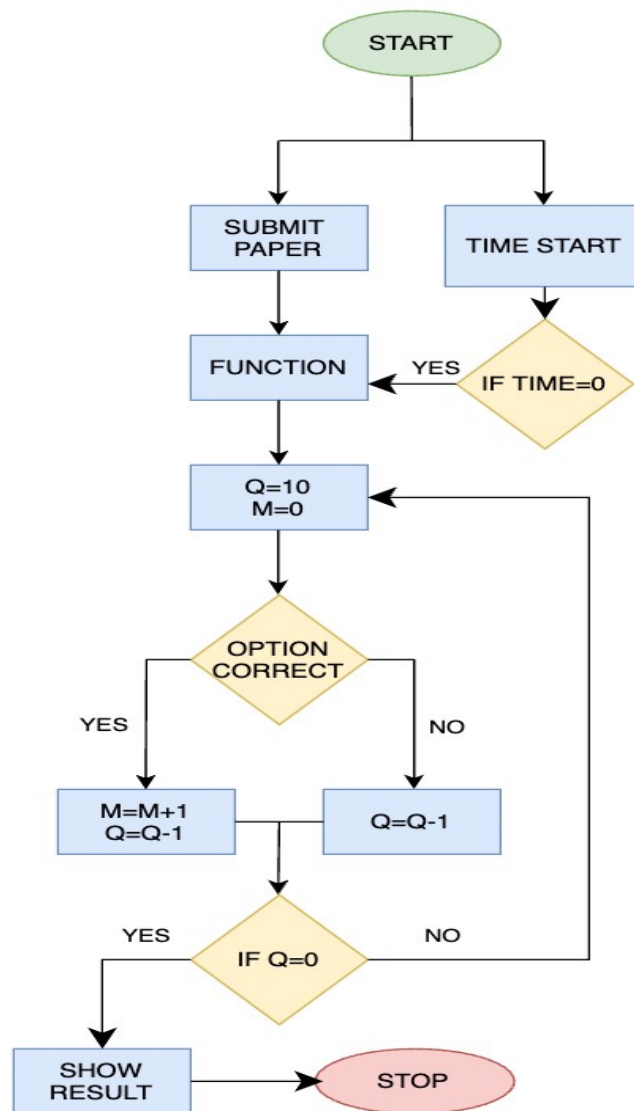 START
SUBMIT
PAPER
TIME START
FUNCTION
YES
IF TIME=0
Q=10
M=0
OPTION
CORRECT
YES
NO
M=M+1
Q=Q-1
Q=Q-1
YES
IF Q=0
NO
SHOW
RESULT
STOP